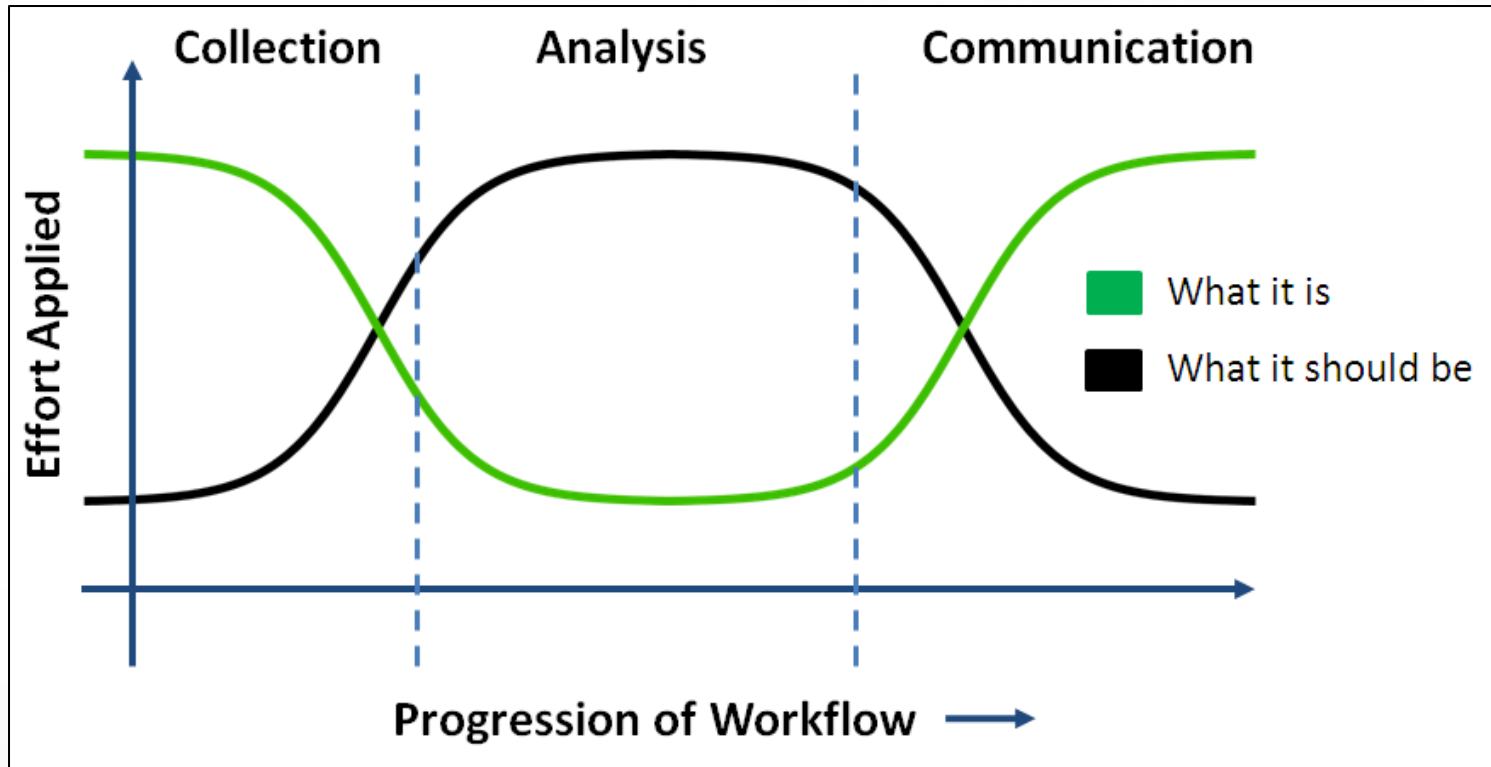 Collection
Analysis
Communication
Effort Applied
What it is
What it should be
Progression of Workflow